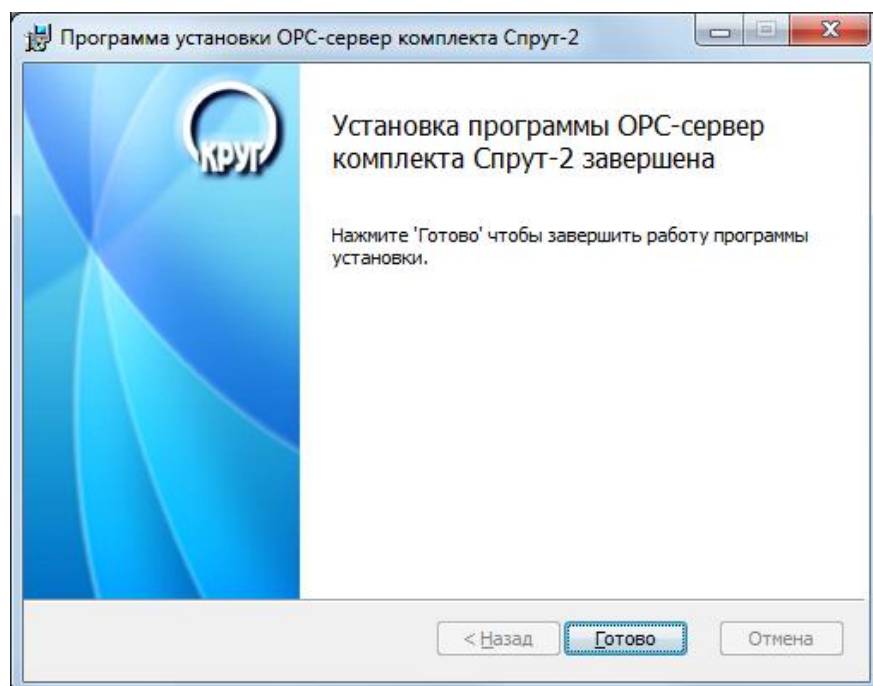 Программа установки OPC-сервер комплекта Спрут-2
КРУГ
Установка программы OPC-сервер
комплекта Спрут-2 завершена
Нажмите 'Готово' чтобы завершить работу программы
установки.
< Назад
Готово
Отмена